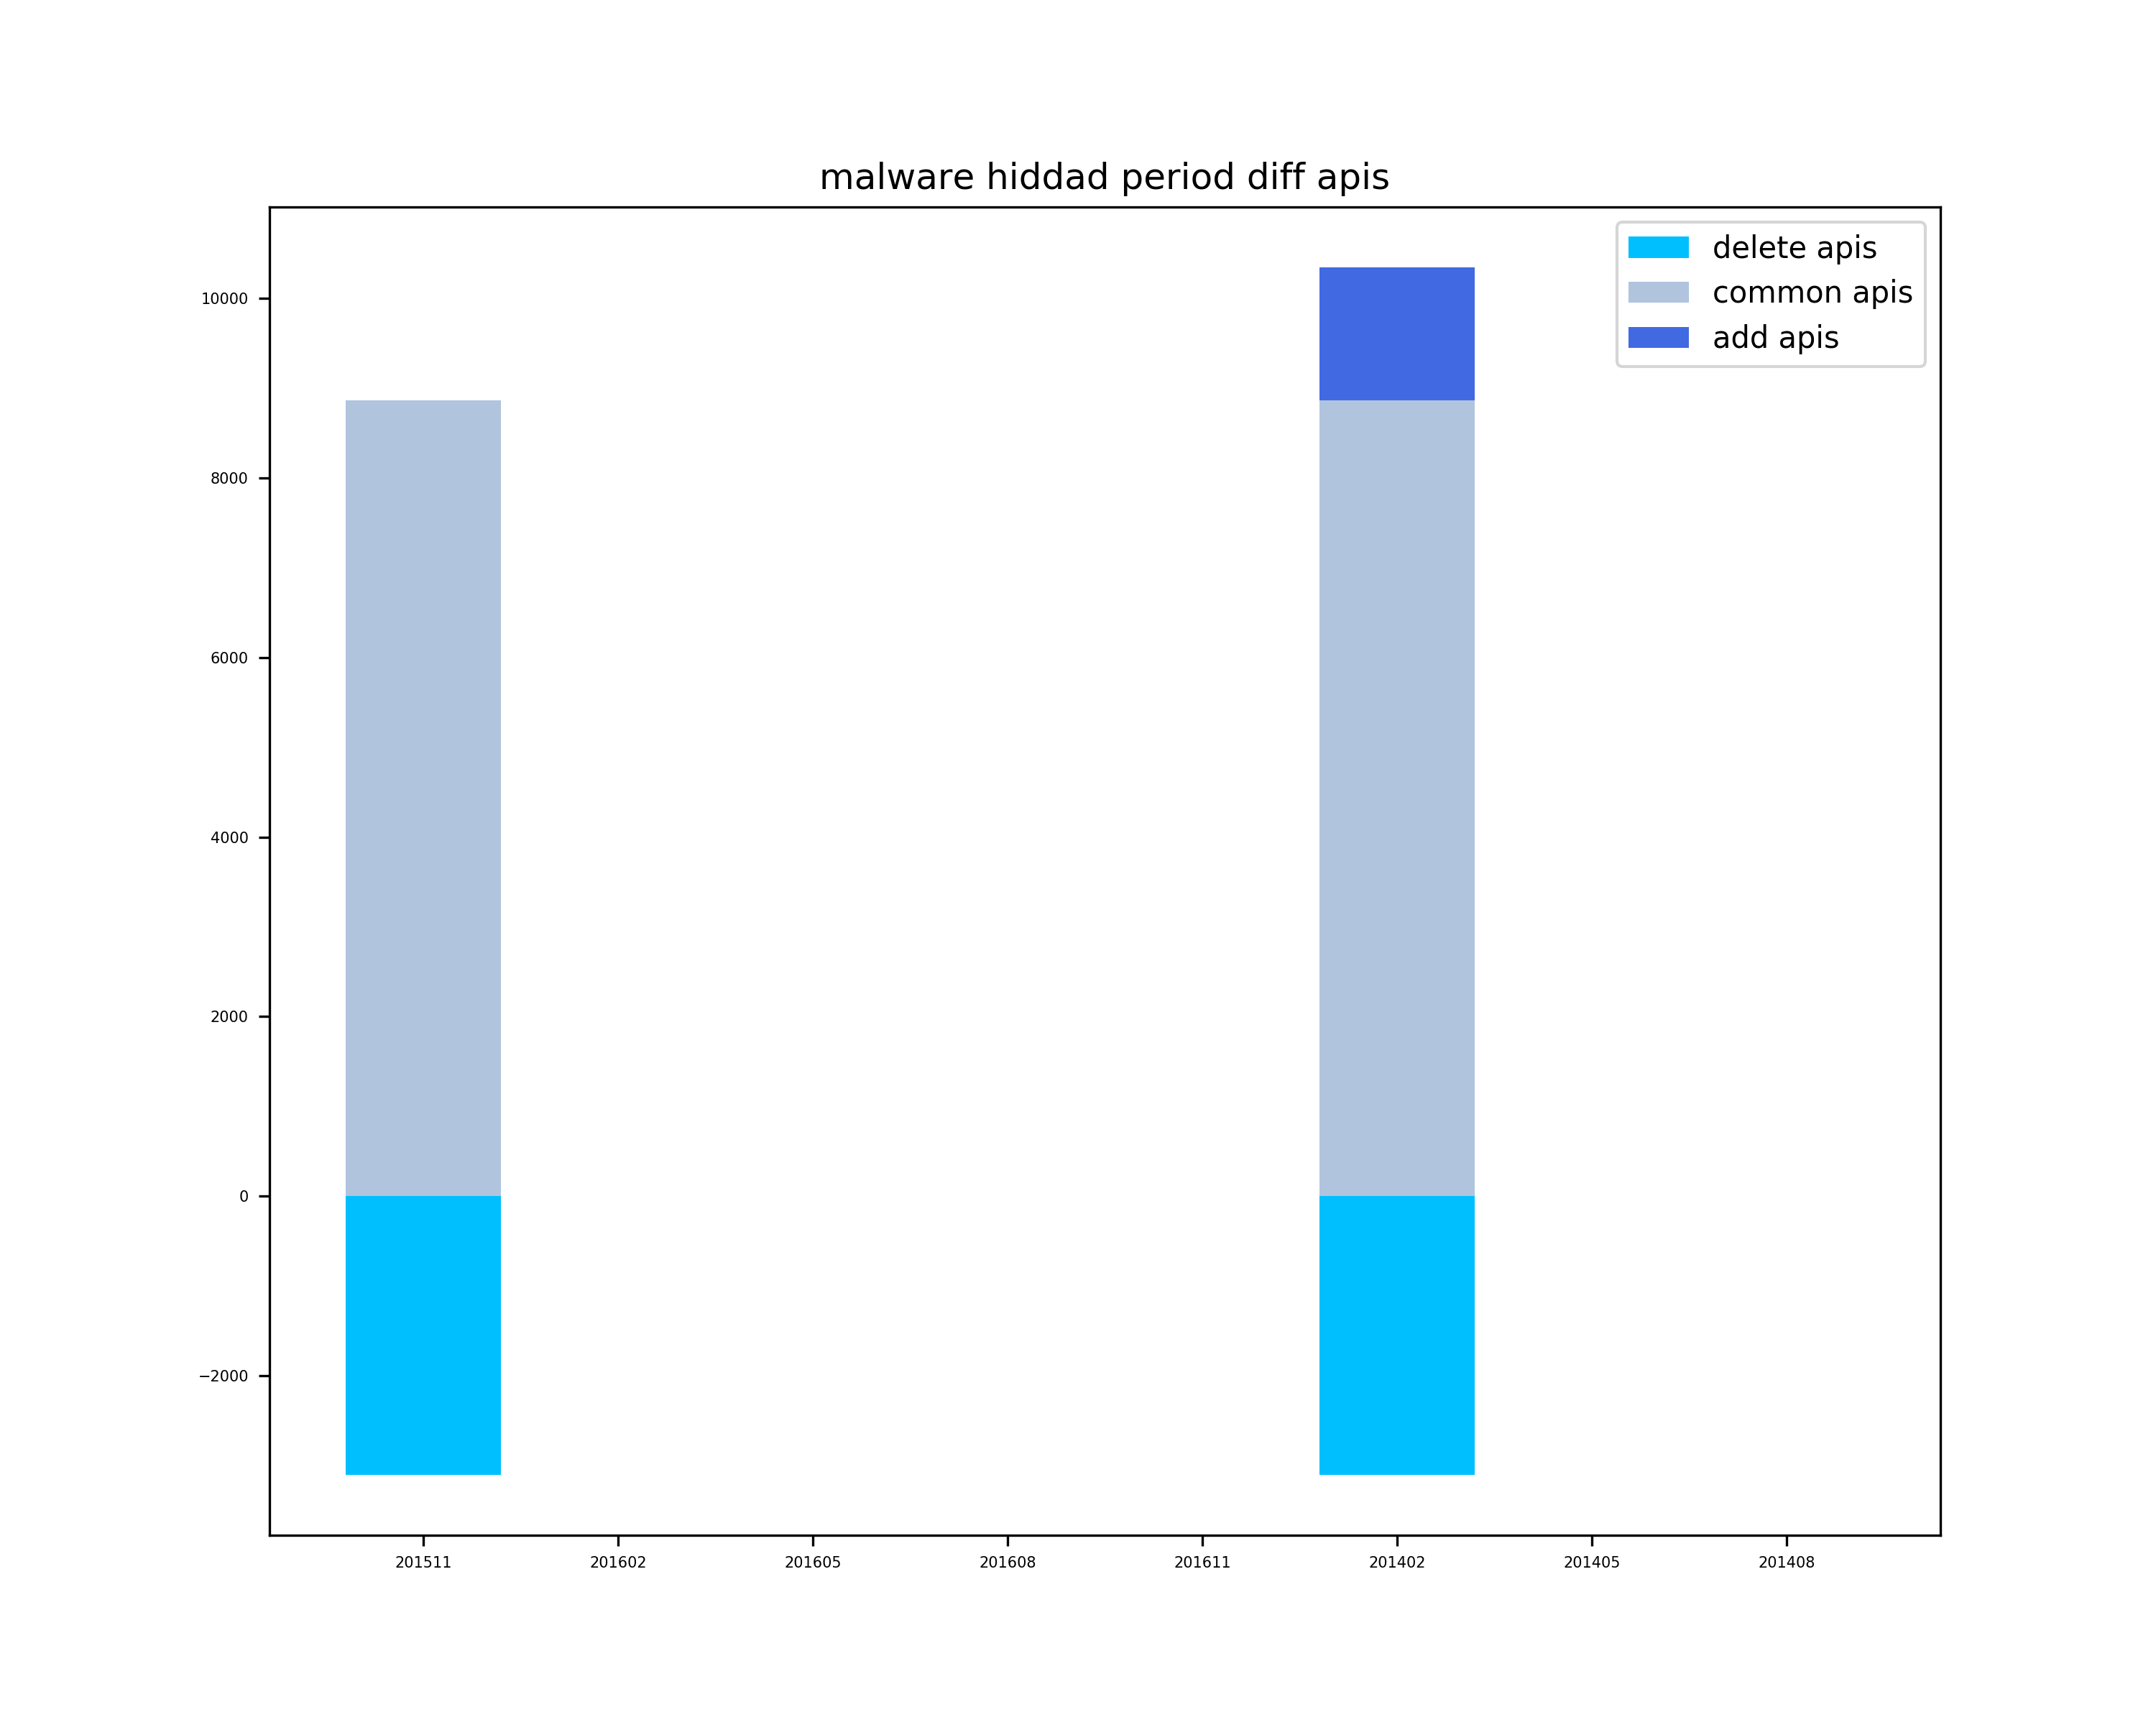 malware hiddad period diff apis
delete apis
common apis
add apis
10000
8000
6000
4000
2000
0
−2000
201511 201602 201605 201608 201611 201402 201405 201408